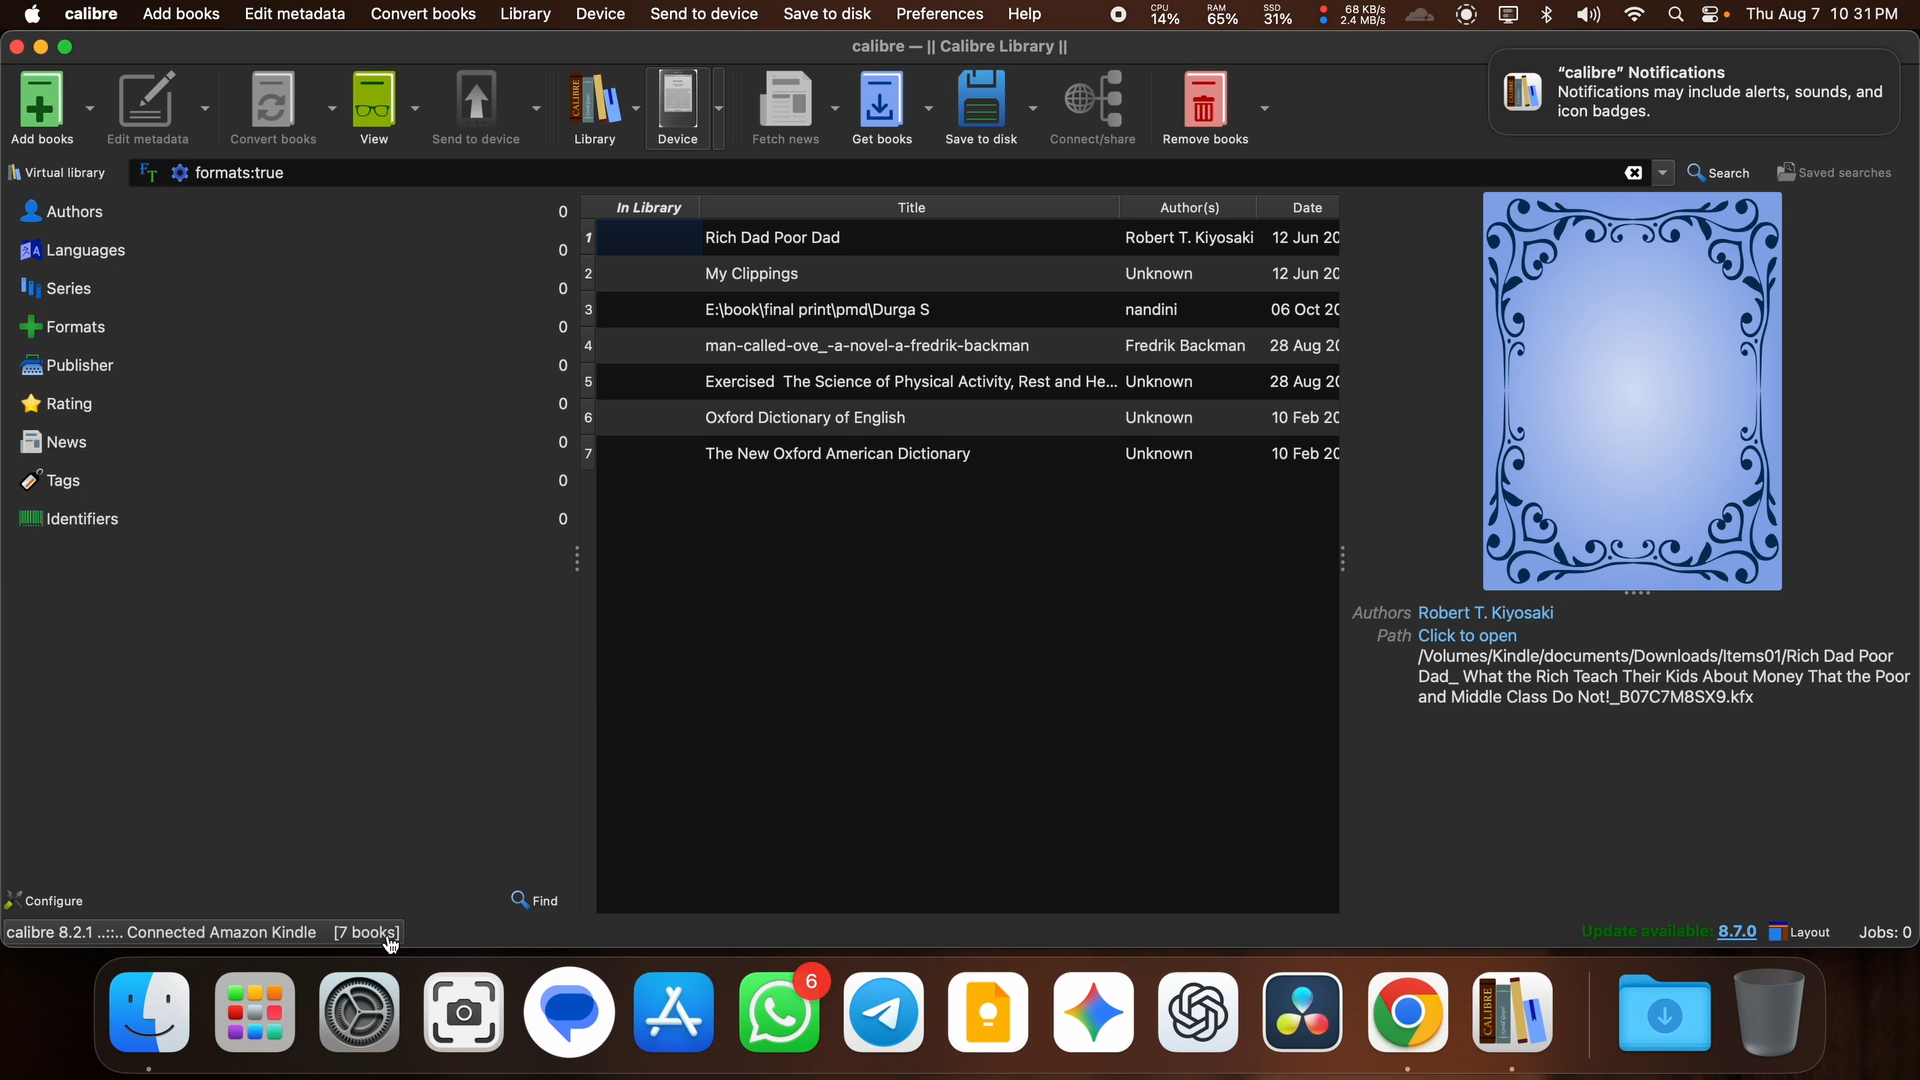 calibre Add books Edit metadata Convert books Library Device Send to device Save to disk Preferences Help CPU 14% RAM 65% SSD 31% 68 KB/s 2.4 MB/s Thu Aug 7 10 31 PM
calibre — || Calibre Library ||
"calibre" Notifications
Notifications may include alerts, sounds, and
icon badges.
Add books Edit metadata Convert books View Send to device Library Device Fetch news Get books Save to disk Connect/share Remove books
Virtual library FT formats:true Search Saved searches
Authors 0
Languages 0
Series 0
Formats 0
Publisher 0
Rating 0
News 0
Tags 0
Identifiers 0
In Library Title Author(s) Date
1 Rich Dad Poor Dad Robert T. Kiyosaki 12 Jun 20
2 My Clippings Unknown 12 Jun 20
3 E:\book\final print\pmd\Durga S nandini 06 Oct 20
4 man-called-ove_-a-novel-a-fredrik-backman Fredrik Backman 28 Aug 20
5 Exercised The Science of Physical Activity, Rest and He... Unknown 28 Aug 20
6 Oxford Dictionary of English Unknown 10 Feb 20
7 The New Oxford American Dictionary Unknown 10 Feb 20
Authors Robert T. Kiyosaki
Path Click to open
/Volumes/Kindle/documents/Downloads/Items01/Rich Dad Poor
Dad_ What the Rich Teach Their Kids About Money That the Poor
and Middle Class Do Not!_B07C7M8SX9.kfx
Configure Find
calibre 8.2.1 ..::.. Connected Amazon Kindle [7 books] Update available: 8.7.0 Layout Jobs: 0
6
CALIBRE